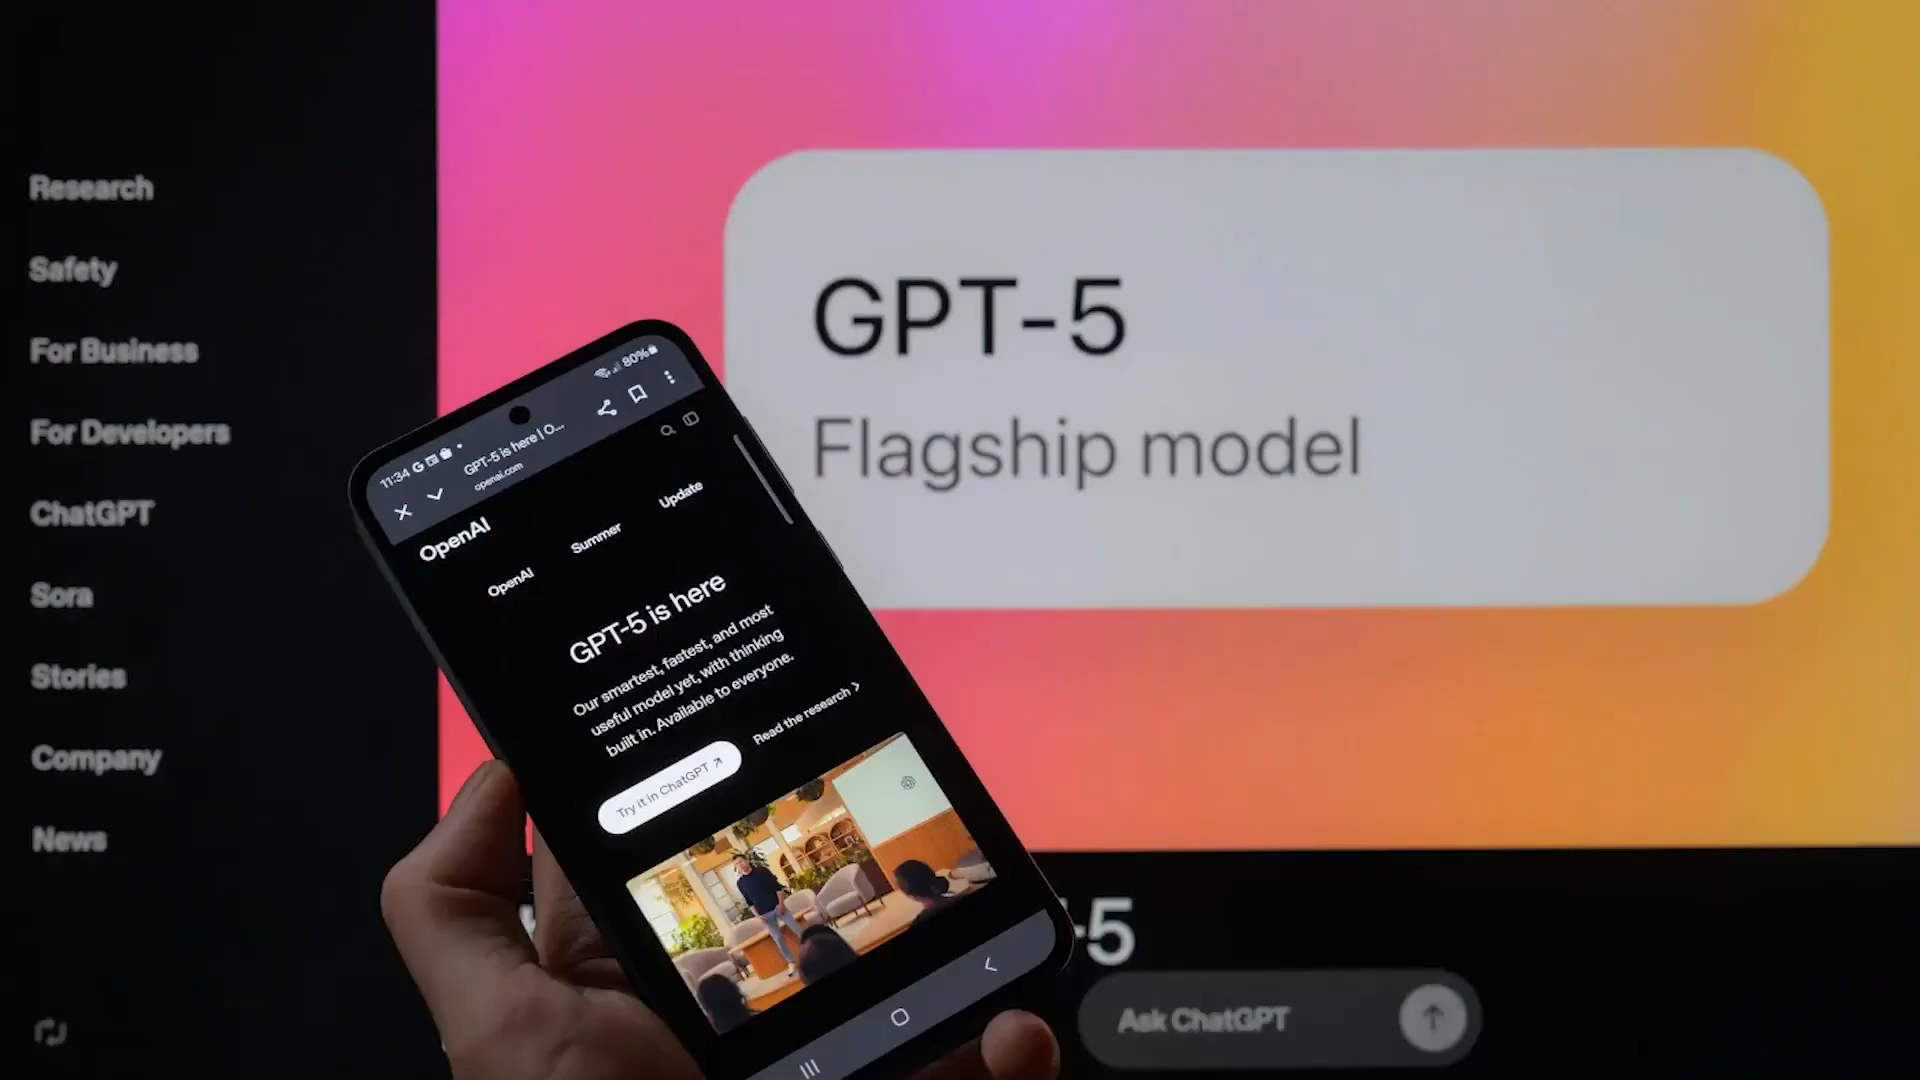 Research
Safety
For Business
For Developers
ChatGPT
Sora
Stories
Company
News
GPT-5
Flagship model
11:34
80%
GPT-5 is here | O...
openai.com
OpenAI
OpenAI
Summer
Update
GPT-5 is here
Our smartest, fastest, and most
useful model yet, with thinking
built in. Available to everyone.
Try it in ChatGPT
Read the research
-5
Ask ChatGPT